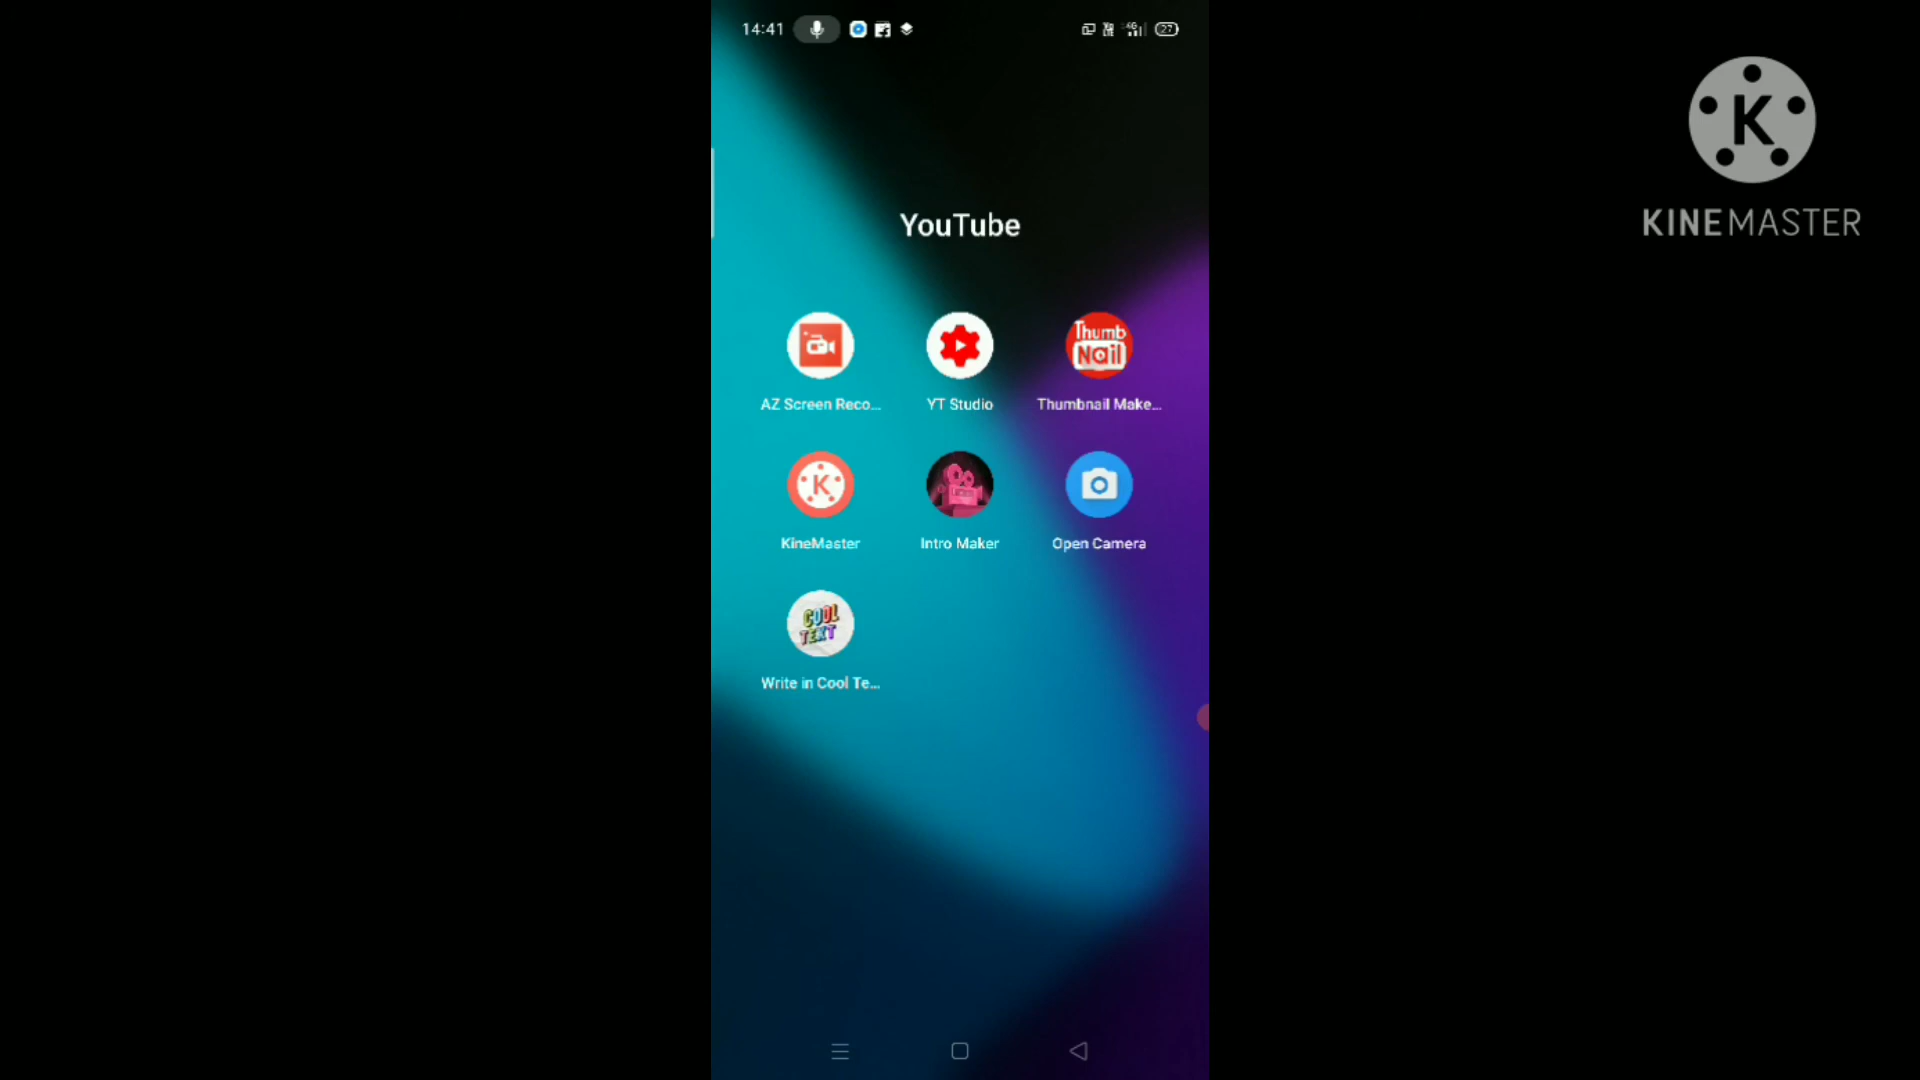 14:41
27
K
KINEMASTER
YouTube
Thumb
Nail
AZ Screen Reco...
YT Studio
Thumbnail Make...
K
KineMaster
Intro Maker
Open Camera
COOL
TEXT
Write in Cool Te...